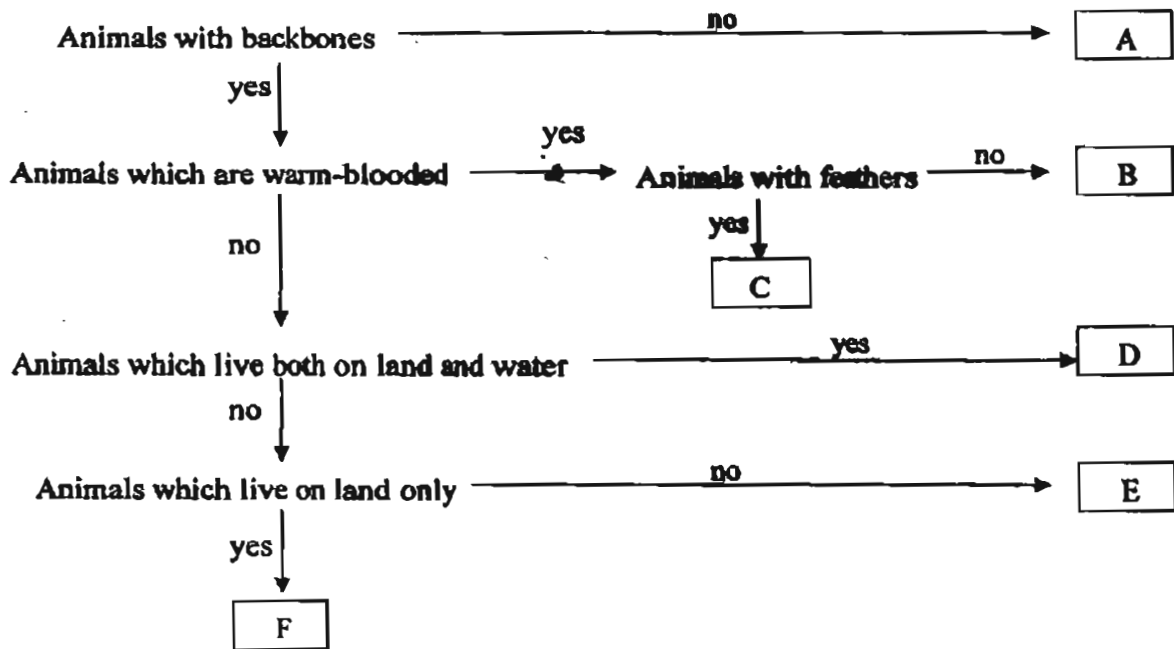 no
Animals with backbones
A
yes
yes
Animals which are warm-blooded
Animals with feathers
no
B
no
yes
C
Animals which live both on land and water
yes
D
no
Animals which live on land only
no
E
yes
F